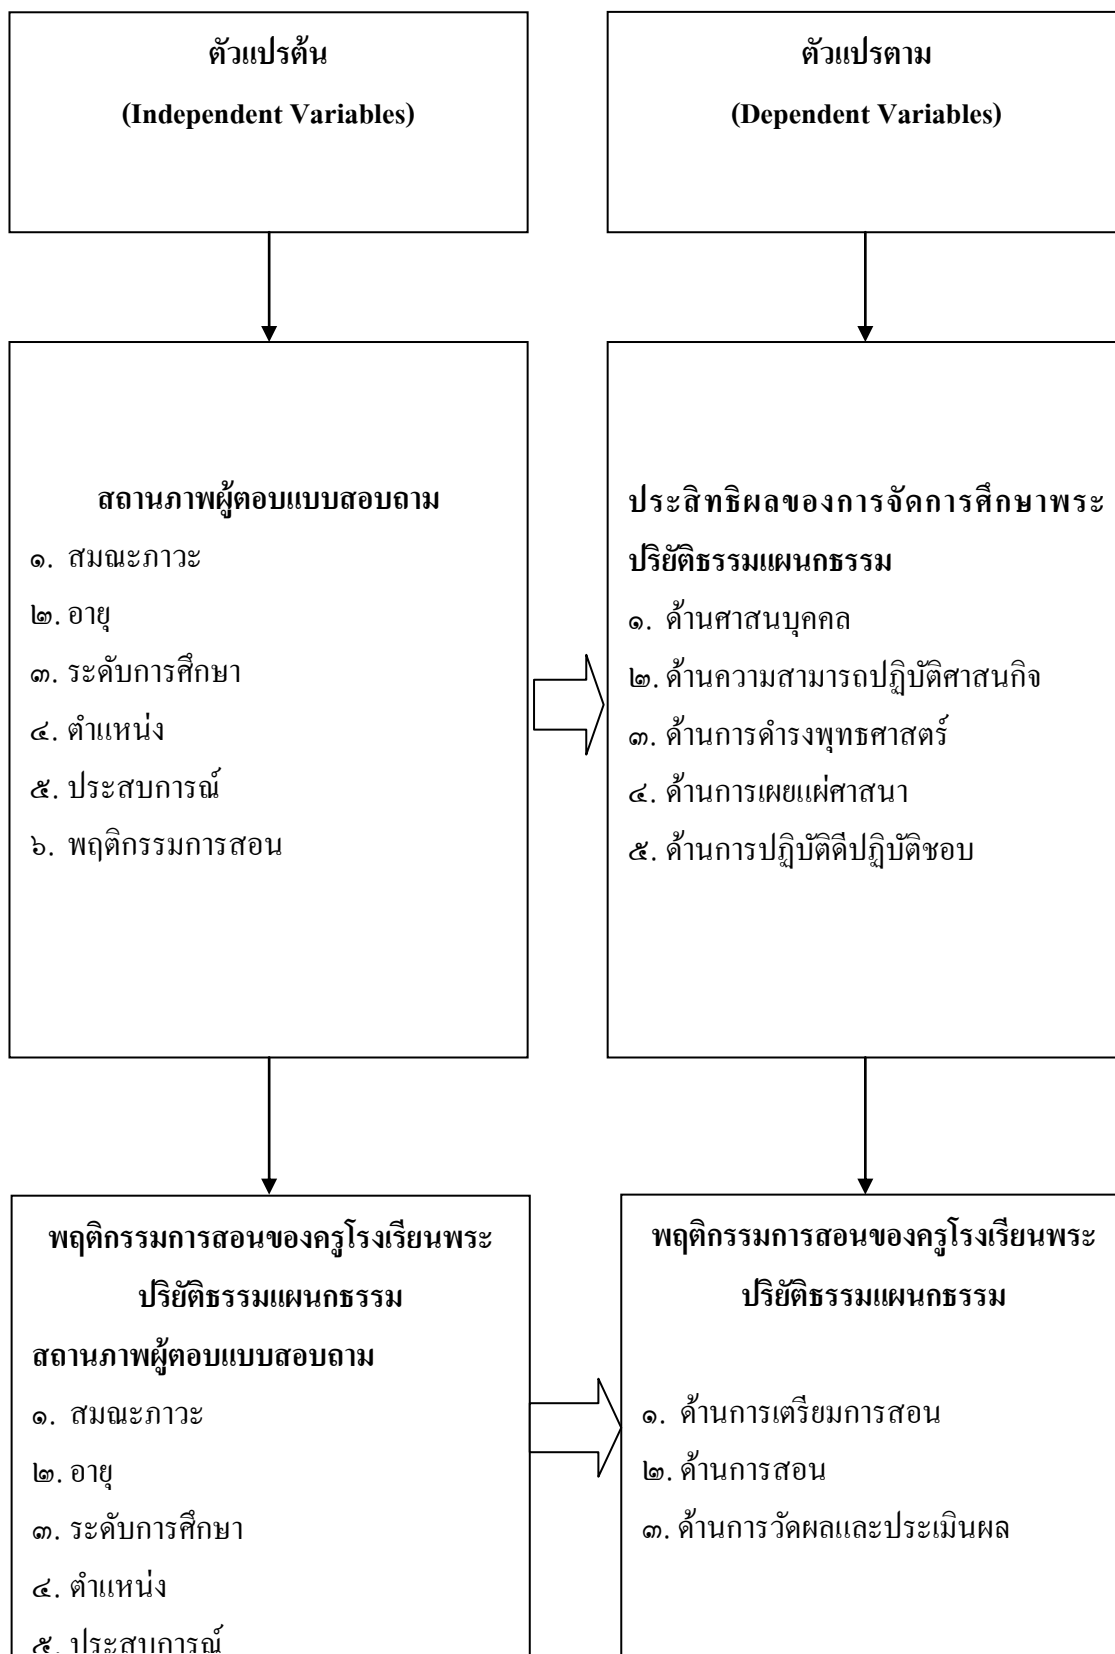 ตัวแปรต้น
(Independent Variables)
ตัวแปรตาม
(Dependent Variables)
สถานภาพผู้ตอบแบบสอบถาม
๑. สมณะภาวะ
๒. อายุ
๓. ระดับการศึกษา
๔. ตำแหน่ง
๕. ประสบการณ์
๖. พฤติกรรมการสอน
ประสิทธิผลของการจัดการศึกษาพระ
ปริยัติธรรมแผนกธรรม
๑. ด้านศาสนบุคคล
๒. ด้านความสามารถปฏิบัติศาสนกิจ
๓. ด้านการดำรงพุทธศาสตร์
๔. ด้านการเผยแผ่ศาสนา
๕. ด้านการปฏิบัติดีปฏิบัติชอบ
พฤติกรรมการสอนของครูโรงเรียนพระ
ปริยัติธรรมแผนกธรรม
สถานภาพผู้ตอบแบบสอบถาม
๑. สมณะภาวะ
๒. อายุ
๓. ระดับการศึกษา
๔. ตำแหน่ง
๕. ประสบการณ์
พฤติกรรมการสอนของครูโรงเรียนพระ
ปริยัติธรรมแผนกธรรม
๑. ด้านการเตรียมการสอน
๒. ด้านการสอน
๓. ด้านการวัดผลและประเมินผล